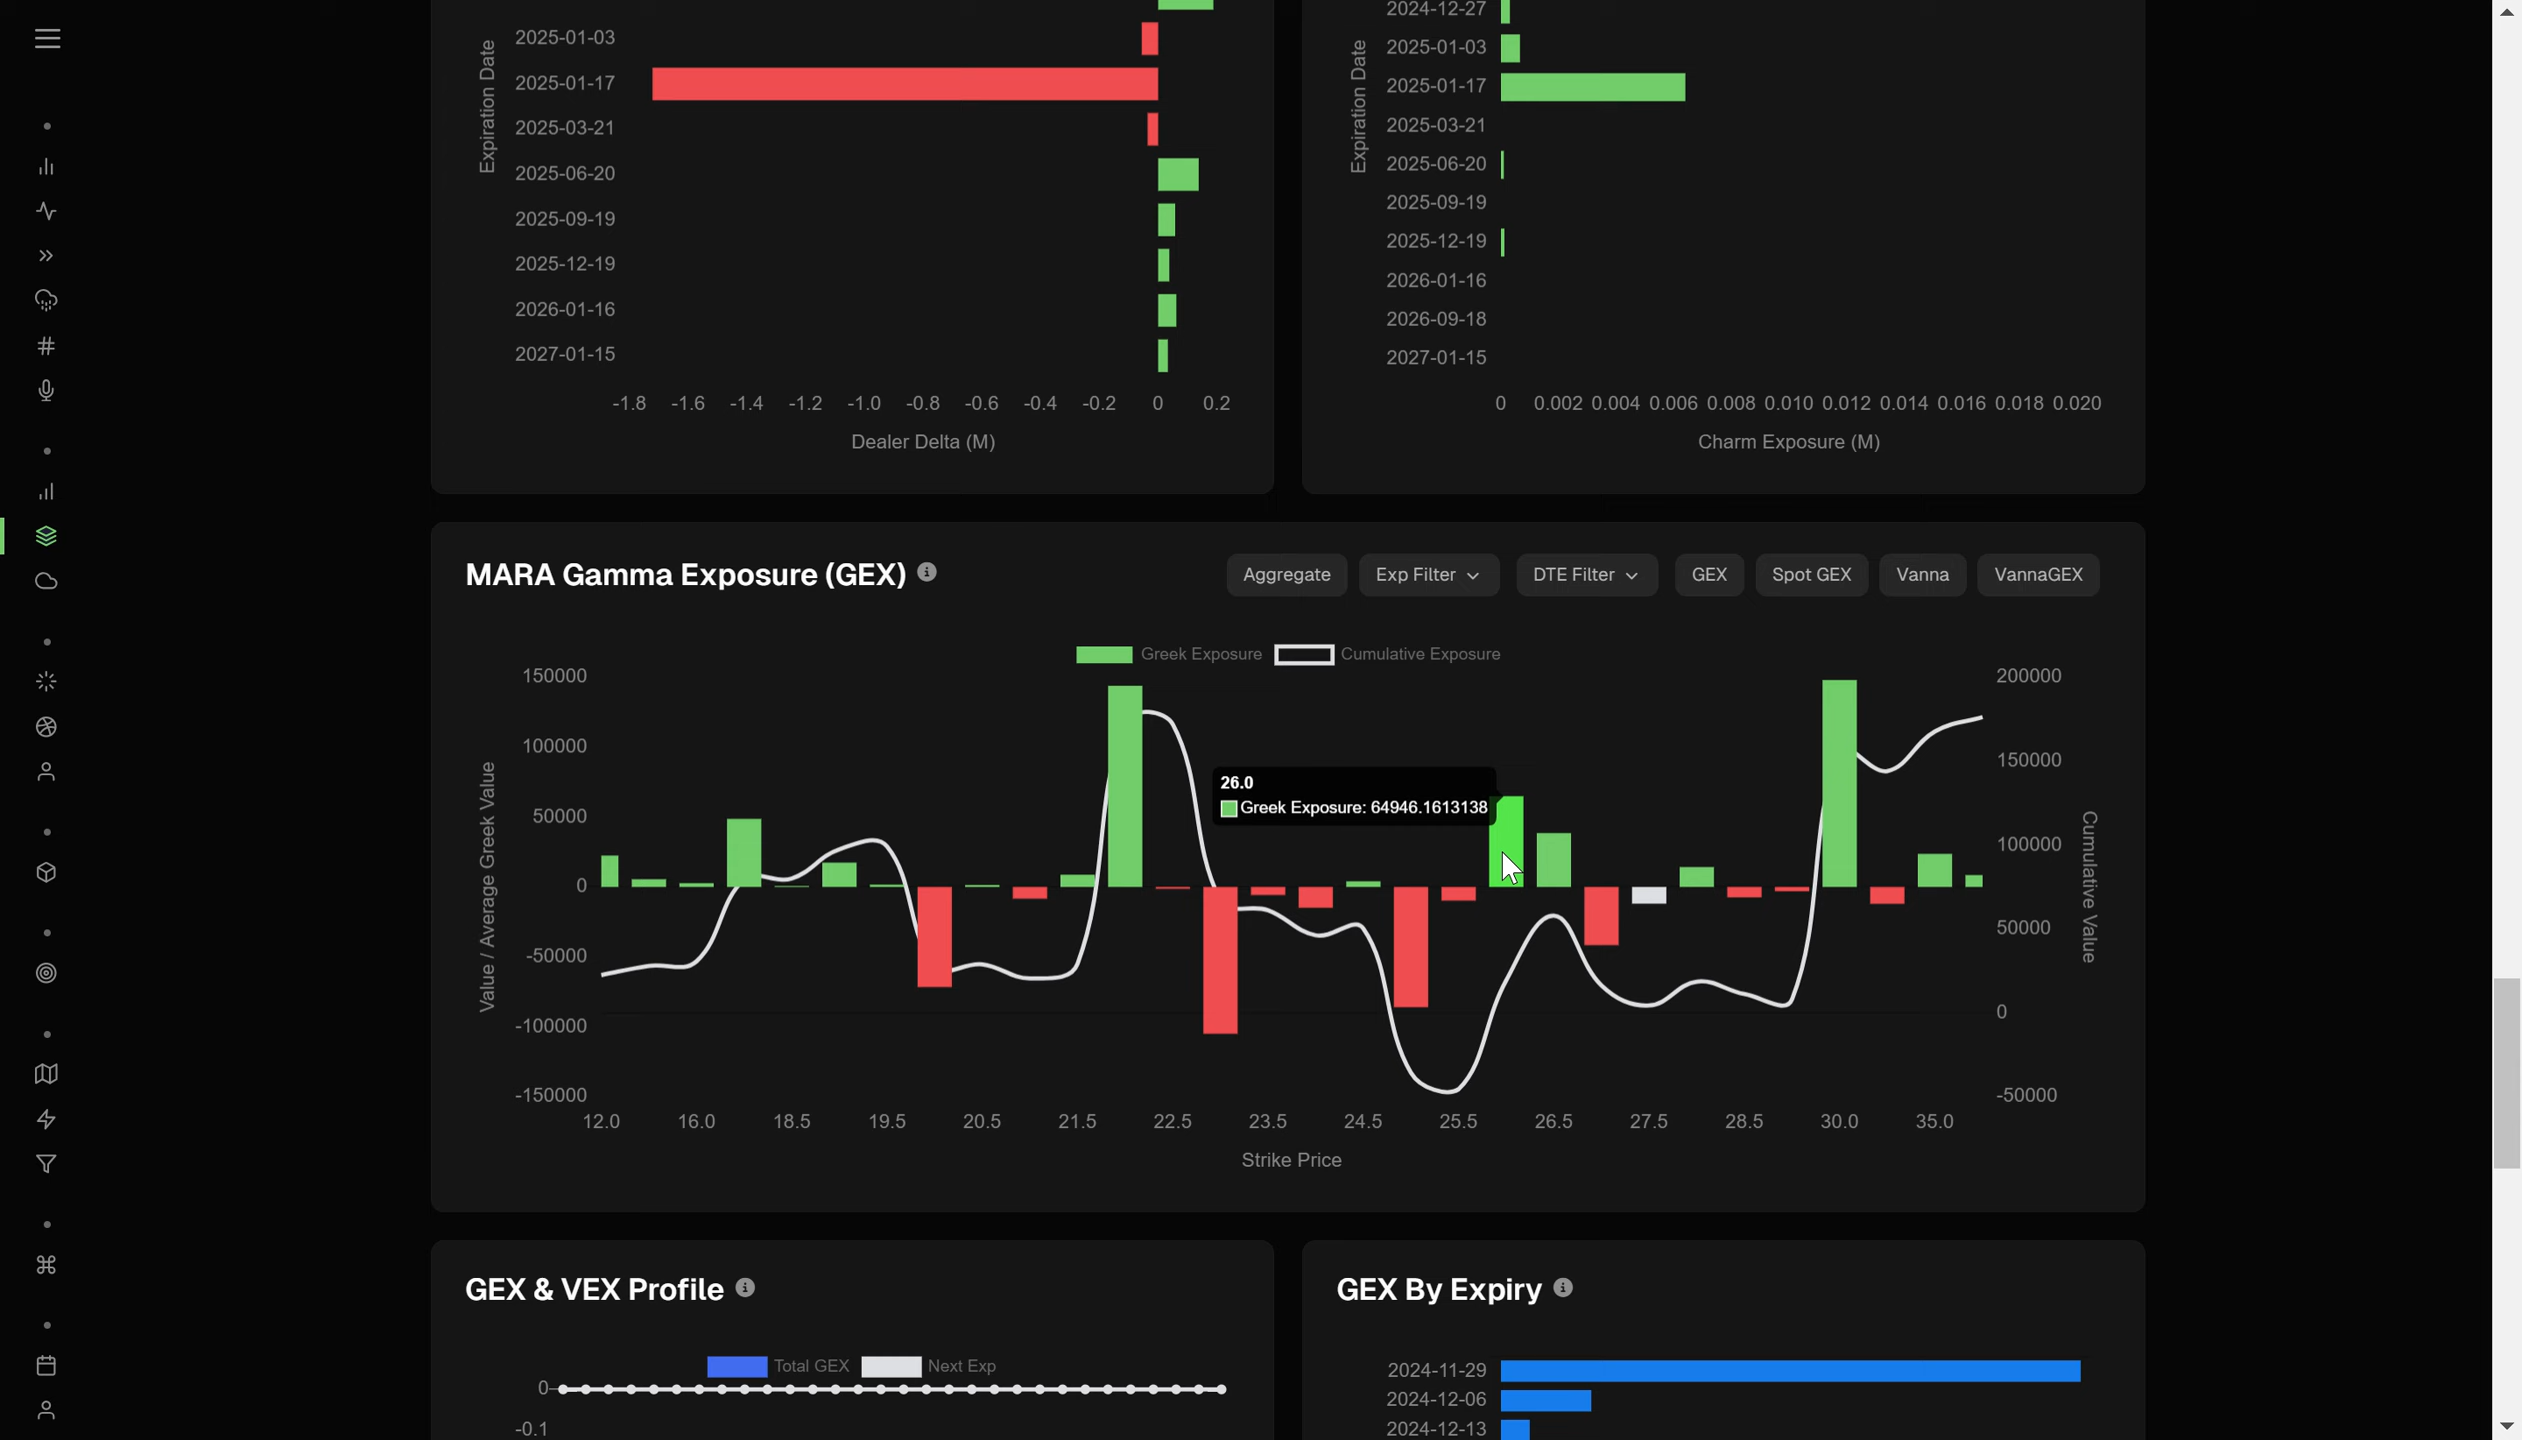 2024-12-27
2025-01-03
2025-01-17
2025-03-21
2025-06-20
2025-09-19
2025-12-19
2026-01-16
2027-01-15
Expiration Date
-1.8 -1.6 -1.4 -1.2 -1.0 -0.8 -0.6 -0.4 -0.2 0 0.2
Dealer Delta (M)
2025-01-03
2025-01-17
2025-03-21
2025-06-20
2025-09-19
2025-12-19
2026-01-16
2026-09-18
2027-01-15
Expiration Date
0 0.002 0.004 0.006 0.008 0.010 0.012 0.014 0.016 0.018 0.020
Charm Exposure (M)
MARA Gamma Exposure (GEX)
Aggregate Exp Filter DTE Filter GEX Spot GEX Vanna VannaGEX
Greek Exposure Cumulative Exposure
150000
100000
50000
0
-50000
-100000
-150000
Value / Average Greek Value
26.0
Greek Exposure: 64946.1613138
200000
150000
100000
50000
0
-50000
Cumulative Value
12.0 16.0 18.5 19.5 20.5 21.5 22.5 23.5 24.5 25.5 26.5 27.5 28.5 30.0 35.0
Strike Price
GEX & VEX Profile
Total GEX Next Exp
0
-0.1
GEX By Expiry
2024-11-29
2024-12-06
2024-12-13